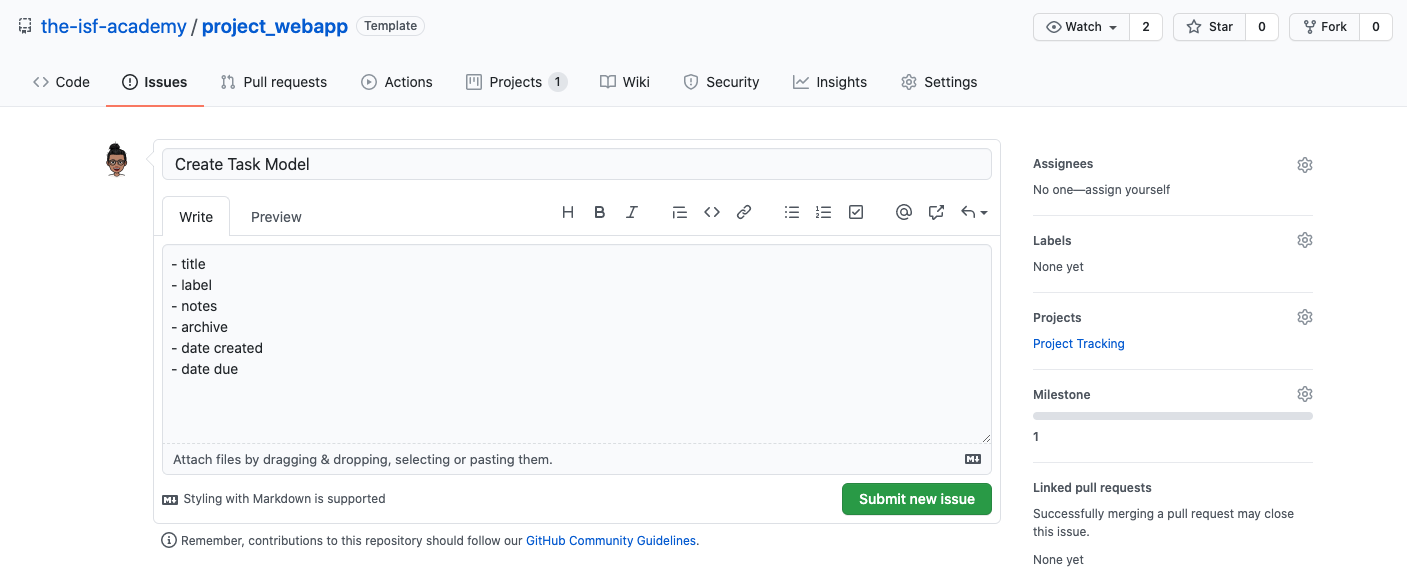 the-isf-academy / project_webapp Template
Watch 2 Star 0 Fork 0
Code Issues Pull requests Actions Projects 1 Wiki Security Insights Settings
Create Task Model
Write Preview
- title
- label
- notes
- archive
- date created
- date due
Attach files by dragging & dropping, selecting or pasting them.
Styling with Markdown is supported
Submit new issue
Remember, contributions to this repository should follow our GitHub Community Guidelines.
Assignees
No one—assign yourself
Labels
None yet
Projects
Project Tracking
Milestone
1
Linked pull requests
Successfully merging a pull request may close
this issue.
None yet